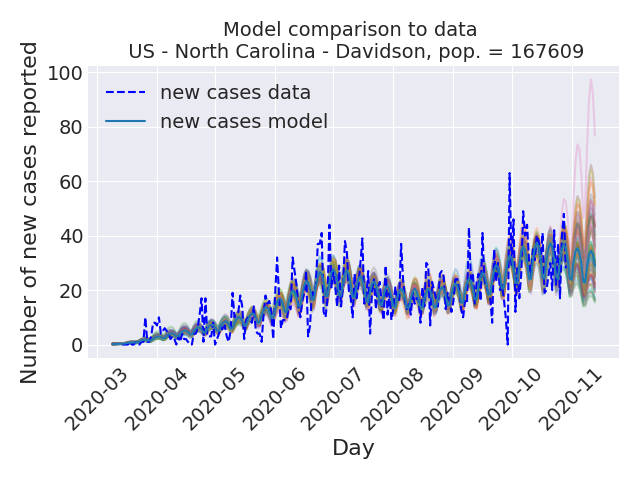 Model comparison to data
US - North Carolina - Davidson, pop. = 167609
Number of new cases reported
100
80
60
40
20
0
new cases data
new cases model
2020-03
2020-04
2020-05
2020-06
2020-07
2020-08
2020-09
2020-10
2020-11
Day